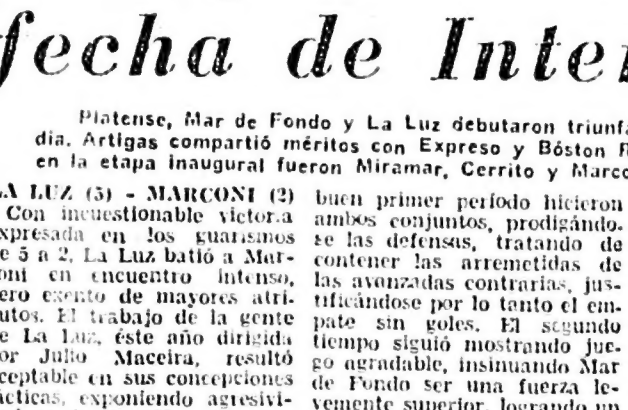 fecha de Inter
Platense, Mar de Fondo y La Luz debutaron triunfa
dia. Artigas compartió méritos con Expreso y Bóston R
en la etapa inaugural fueron Miramar, Cerrito y Marco
LA LUZ (5) - MARCONI (2)
Con incuestionable victoria
expresada en los guarismos
e 5 a 2, La Luz batió a Mar-
oni en encuentro intenso,
ero exento de mayores atri-
utos. El trabajo de la gente
e La Luz, éste año dirigida
or Julio Maceira, resultó
ceptable en sus concepciones
ácticas, exponiendo agresivi-
buen primer período hicieron
ambos conjuntos, prodigándo-
se las defensas, tratando de
contener las arremetidas de
las avanzadas contrarias, jus-
tificándose por lo tanto el em-
pate sin goles. El segundo
tiempo siguió mostrando jue-
go agradable, insinuando Mar
de Fondo ser una fuerza le-
vemente superior, logrando un